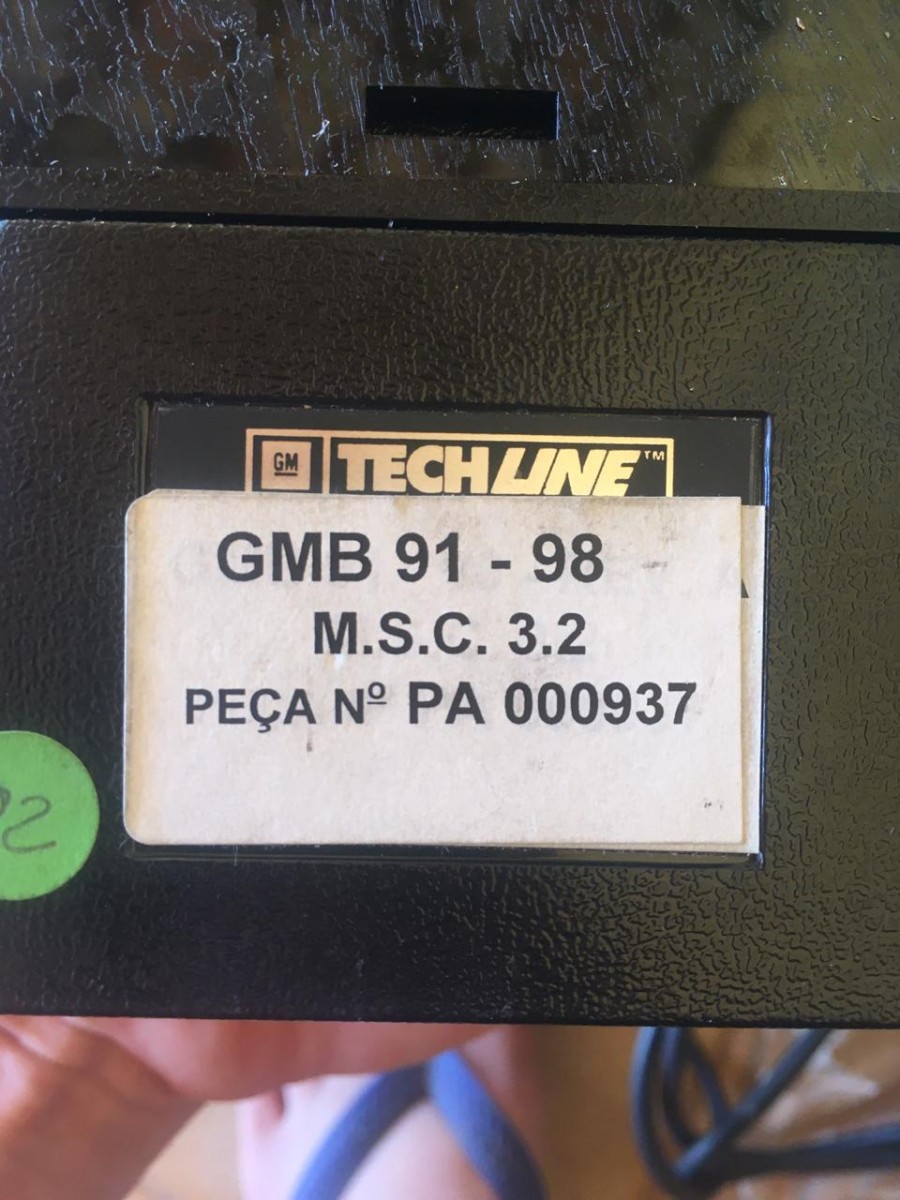 GM TECHLINE™
GMB 91 - 98
M.S.C. 3.2
PEÇA Nº PA 000937